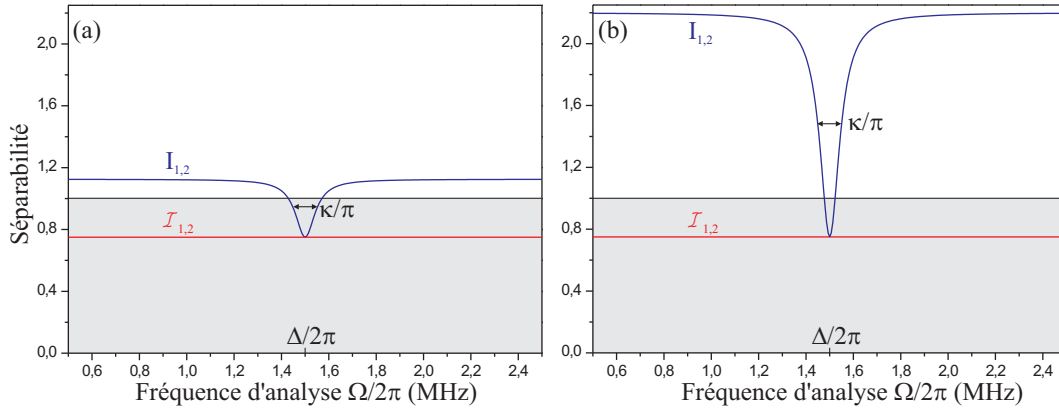 (a)
2,0
1,6
1,2
0,8
0,4
0,0
Séparabilité
I1,2
κ/π
ℐ1,2
Δ/2π
0,6 0,8 1,0 1,2 1,4 1,6 1,8 2,0 2,2 2,4
Fréquence d'analyse Ω/2π (MHz)
(b)
2,0
1,6
1,2
0,8
0,4
0,0
I1,2
κ/π
ℐ1,2
Δ/2π
0,6 0,8 1,0 1,2 1,4 1,6 1,8 2,0 2,2 2,4
Fréquence d'analyse Ω/2π (MHz)